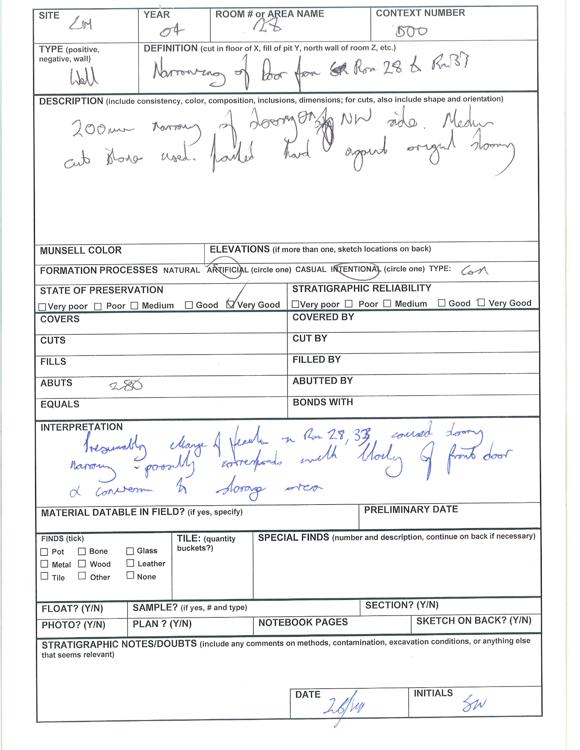 SITE
LM
YEAR
04
ROOM # or AREA NAME
28
CONTEXT NUMBER
500
TYPE (positive, negative, wall)
Wall
DEFINITION (cut in floor of X, fill of pit Y, north wall of room Z, etc.)
Narrowing of Door from Rm 28 & Rm 33
DESCRIPTION (include consistency, color, composition, inclusions, dimensions; for cuts, also include shape and orientation)
200mm narrowing of doorway on NW side. Medium
cut stone used. hard against original doorway
MUNSELL COLOR
ELEVATIONS (if more than one, sketch locations on back)
FORMATION PROCESSES NATURAL ARTIFICIAL (circle one) CASUAL INTENTIONAL (circle one) TYPE: Con
STATE OF PRESERVATION
STRATIGRAPHIC RELIABILITY
Very poor Poor Medium Good Very Good
Very poor Poor Medium Good Very Good
COVERS
COVERED BY
CUTS
CUT BY
FILLS
FILLED BY
ABUTS 280
ABUTTED BY
EQUALS
BONDS WITH
INTERPRETATION
Presumably change of function in Rm 28, 33 caused doorway
narrowing - possibly corresponds with blocking of front door
& conversion to storage area
MATERIAL DATABLE IN FIELD? (if yes, specify)
PRELIMINARY DATE
FINDS (tick)
Pot Bone Glass
Metal Wood Leather
Tile Other None
TILE: (quantity buckets?)
SPECIAL FINDS (number and description, continue on back if necessary)
FLOAT? (Y/N)
SAMPLE? (if yes, # and type)
SECTION? (Y/N)
PHOTO? (Y/N)
PLAN ? (Y/N)
NOTEBOOK PAGES
SKETCH ON BACK? (Y/N)
STRATIGRAPHIC NOTES/DOUBTS (include any comments on methods, contamination, excavation conditions, or anything else
that seems relevant)
DATE
INITIALS
SW